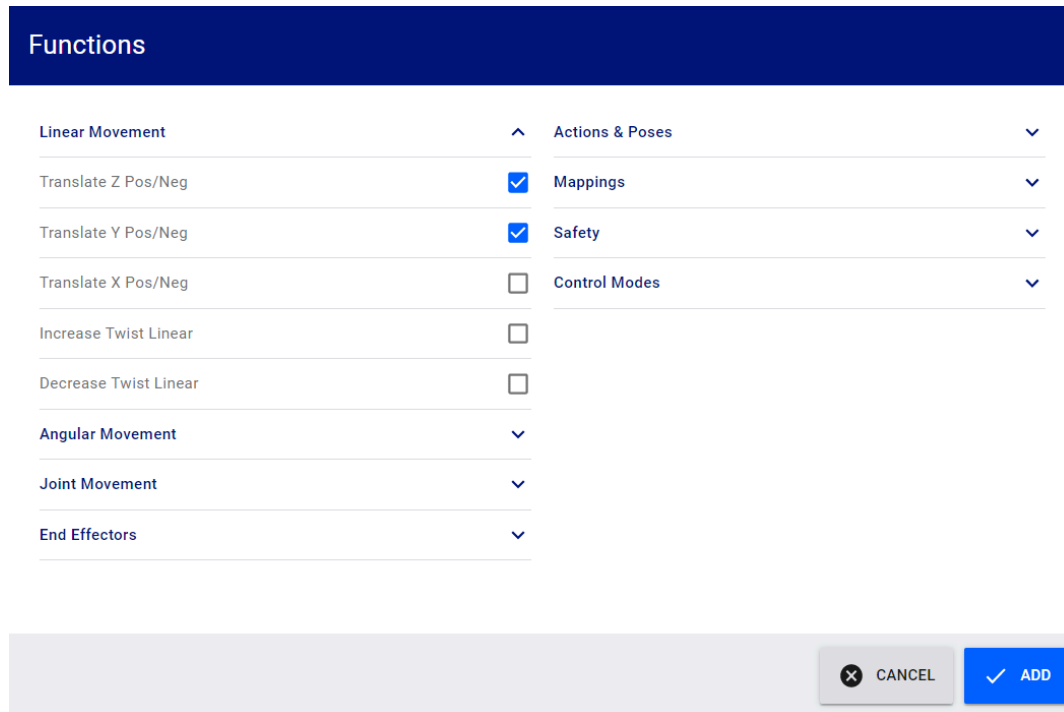 Functions
Linear Movement
Translate Z Pos/Neg
Translate Y Pos/Neg
Translate X Pos/Neg
Increase Twist Linear
Decrease Twist Linear
Angular Movement
Joint Movement
End Effectors
Actions & Poses
Mappings
Safety
Control Modes
CANCEL
ADD